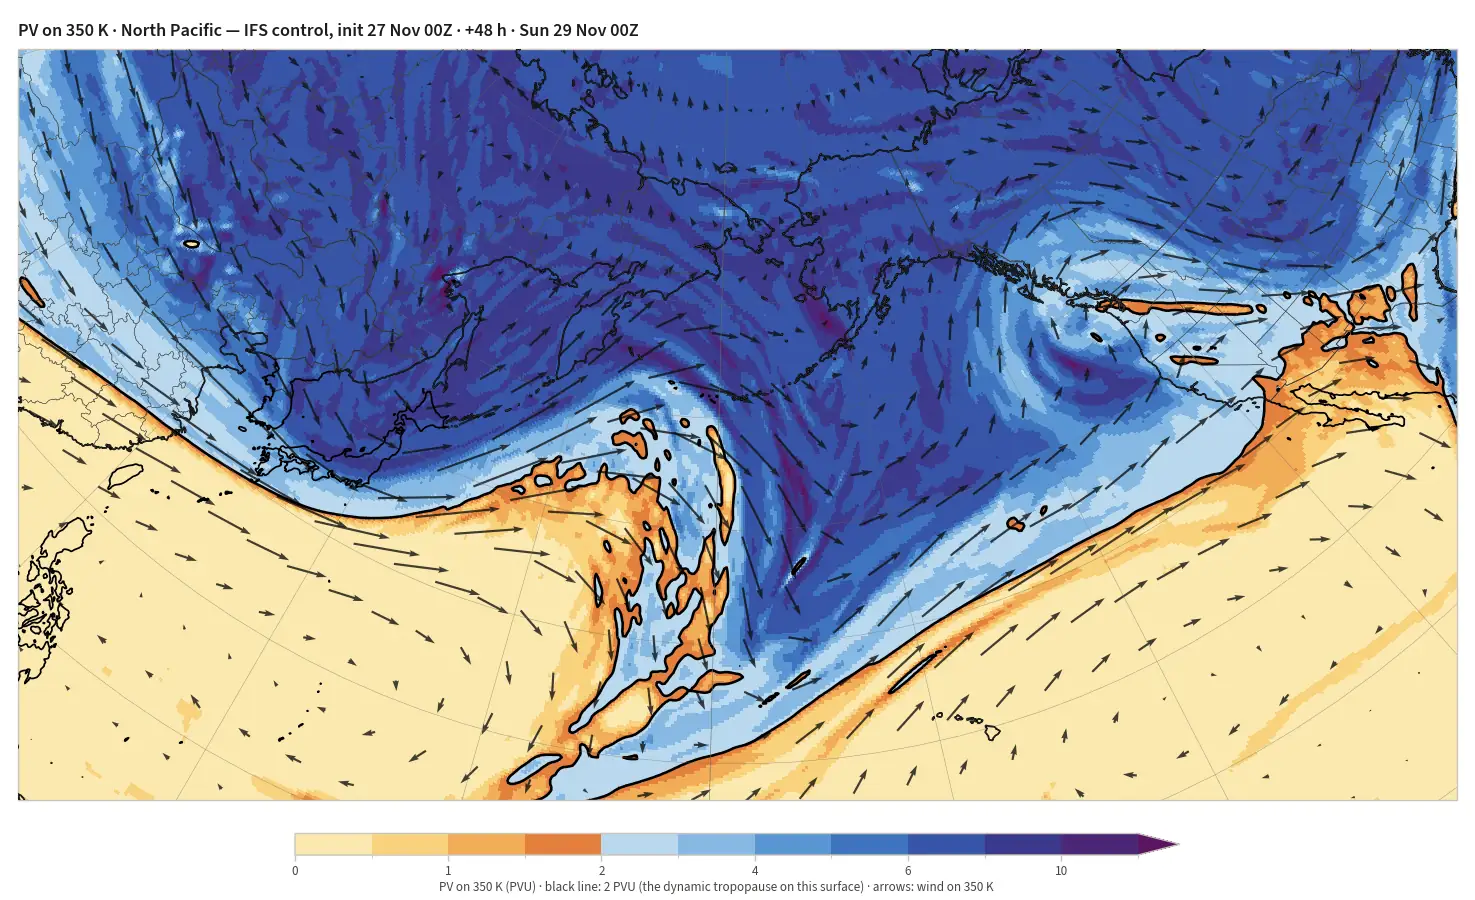 PV on 350 K · North Pacific — IFS control, init 27 Nov 00Z · +48 h · Sun 29 Nov 00Z
0 1 2 4 6 10
PV on 350 K (PVU) · black line: 2 PVU (the dynamic tropopause on this surface) · arrows: wind on 350 K